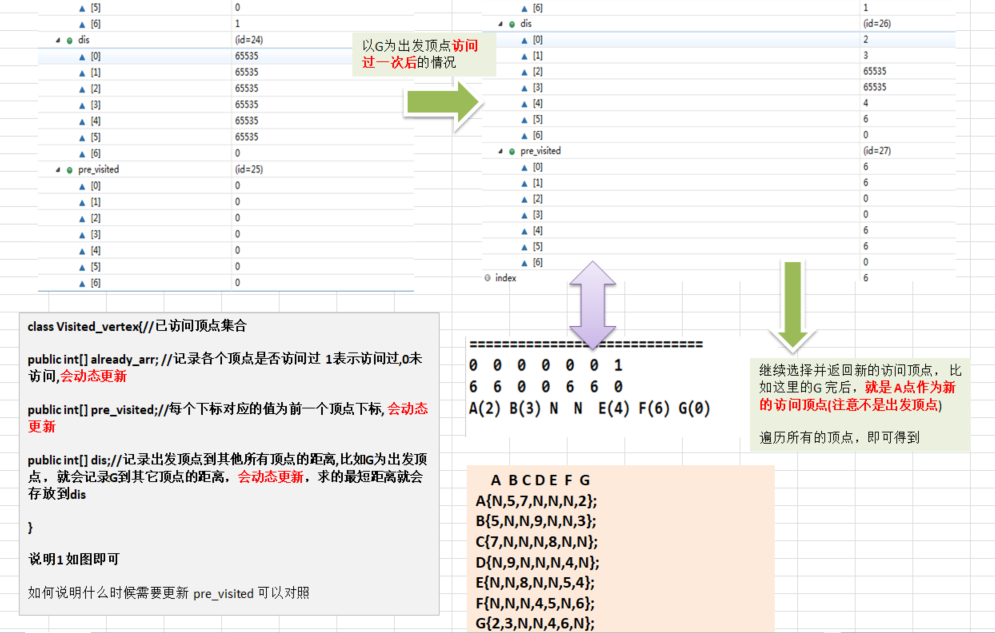 [5] 0
[6] 1
dis (id=24)
[0] 65535
[1] 65535
[2] 65535
[3] 65535
[4] 65535
[5] 65535
[6] 0
pre_visited (id=25)
[0] 0
[1] 0
[2] 0
[3] 0
[4] 0
[5] 0
[6] 0
以G为出发顶点访问
过一次后的情况
[6] 1
dis (id=26)
[0] 2
[1] 3
[2] 65535
[3] 65535
[4] 4
[5] 6
[6] 0
pre_visited (id=27)
[0] 6
[1] 6
[2] 0
[3] 0
[4] 6
[5] 6
[6] 0
index 6
class Visited_vertex{//已访问顶点集合
public int[] already_arr; //记录各个顶点是否访问过 1表示访问过,0未
访问,会动态更新
public int[] pre_visited;//每个下标对应的值为前一个顶点下标, 会动态
更新
public int[] dis;//记录出发顶点到其他所有顶点的距离,比如G为出发顶
点，就会记录G到其它顶点的距离，会动态更新，求的最短距离就会
存放到dis
}
说明1 如图即可
如何说明什么时候需要更新 pre_visited 可以对照
==============================
0 0 0 0 0 0 1
6 6 0 0 6 6 0
A(2) B(3) N N E(4) F(6) G(0)
继续选择并返回新的访问顶点， 比
如这里的G 完后，就是 A点作为新
的访问顶点(注意不是出发顶点)
遍历所有的顶点，即可得到
A B C D E F G
A{N,5,7,N,N,N,2};
B{5,N,N,9,N,N,3};
C{7,N,N,N,8,N,N};
D{N,9,N,N,N,4,N};
E{N,N,8,N,N,5,4};
F{N,N,N,4,5,N,6};
G{2,3,N,N,4,6,N};